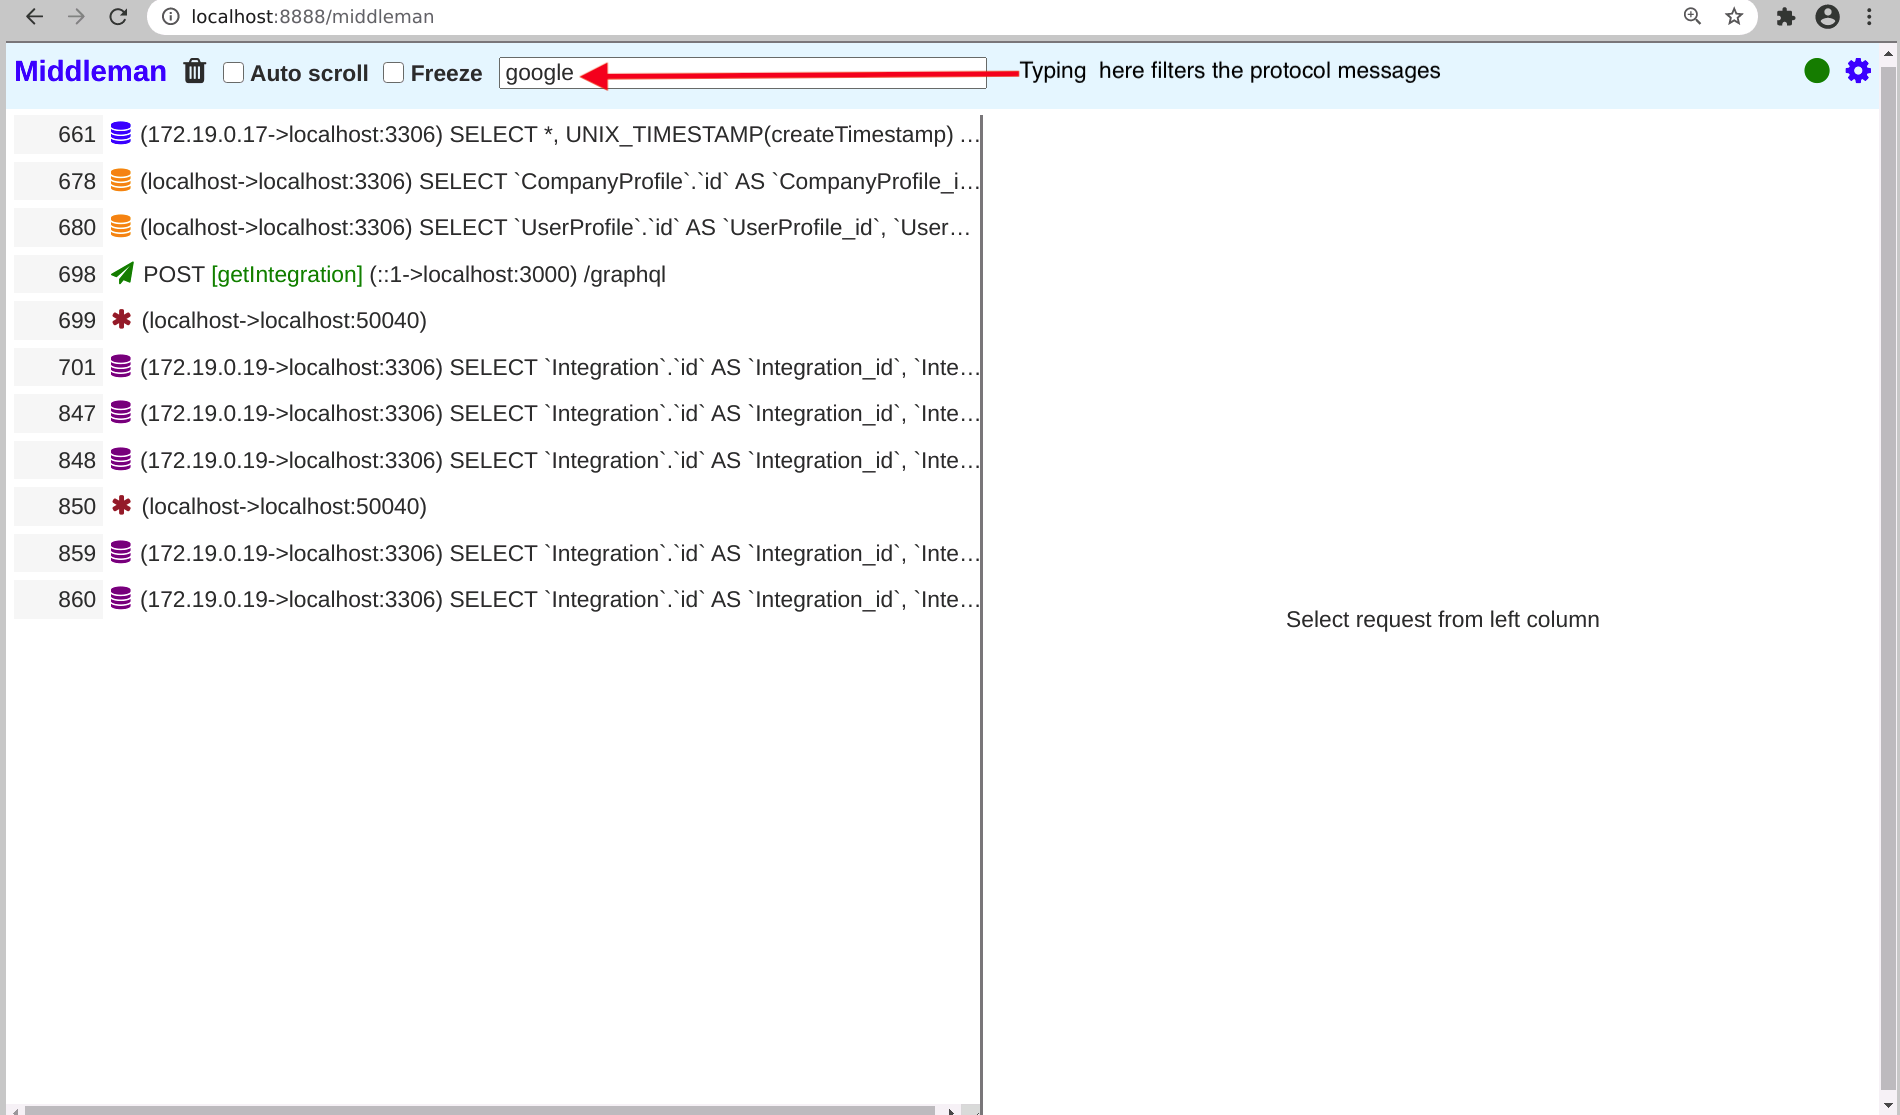 localhost:8888/middleman
Middleman Auto scroll Freeze google Typing  here filters the protocol messages
661 (172.19.0.17->localhost:3306) SELECT *, UNIX_TIMESTAMP(createTimestamp) …
678 (localhost->localhost:3306) SELECT `CompanyProfile`.`id` AS `CompanyProfile_i…
680 (localhost->localhost:3306) SELECT `UserProfile`.`id` AS `UserProfile_id`, `User…
698 POST [getIntegration] (::1->localhost:3000) /graphql
699 (localhost->localhost:50040)
701 (172.19.0.19->localhost:3306) SELECT `Integration`.`id` AS `Integration_id`, `Inte…
847 (172.19.0.19->localhost:3306) SELECT `Integration`.`id` AS `Integration_id`, `Inte…
848 (172.19.0.19->localhost:3306) SELECT `Integration`.`id` AS `Integration_id`, `Inte…
850 (localhost->localhost:50040)
859 (172.19.0.19->localhost:3306) SELECT `Integration`.`id` AS `Integration_id`, `Inte…
860 (172.19.0.19->localhost:3306) SELECT `Integration`.`id` AS `Integration_id`, `Inte…
Select request from left column